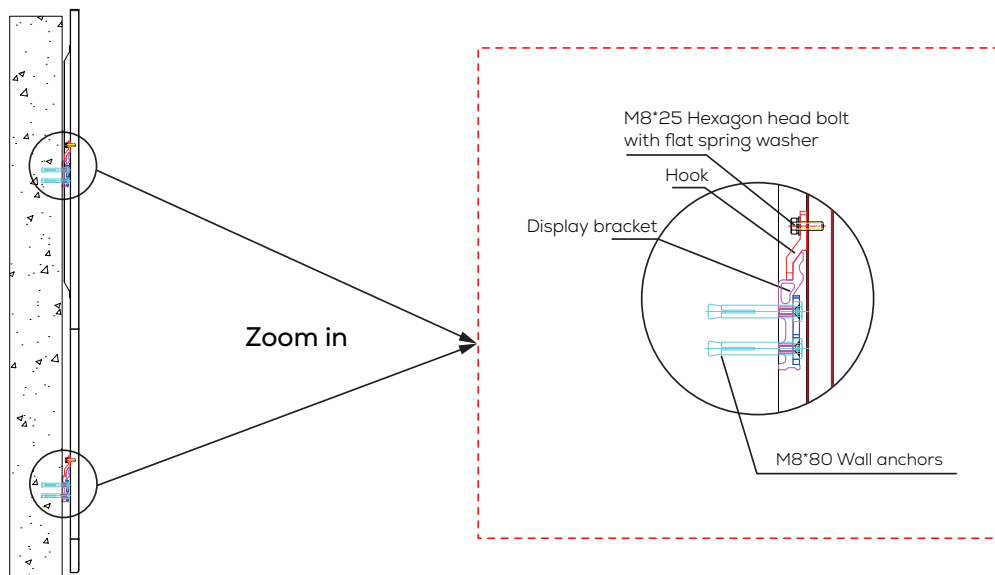 M8*25 Hexagon head bolt
with flat spring washer
Hook
Display bracket
Zoom in
M8*80 Wall anchors